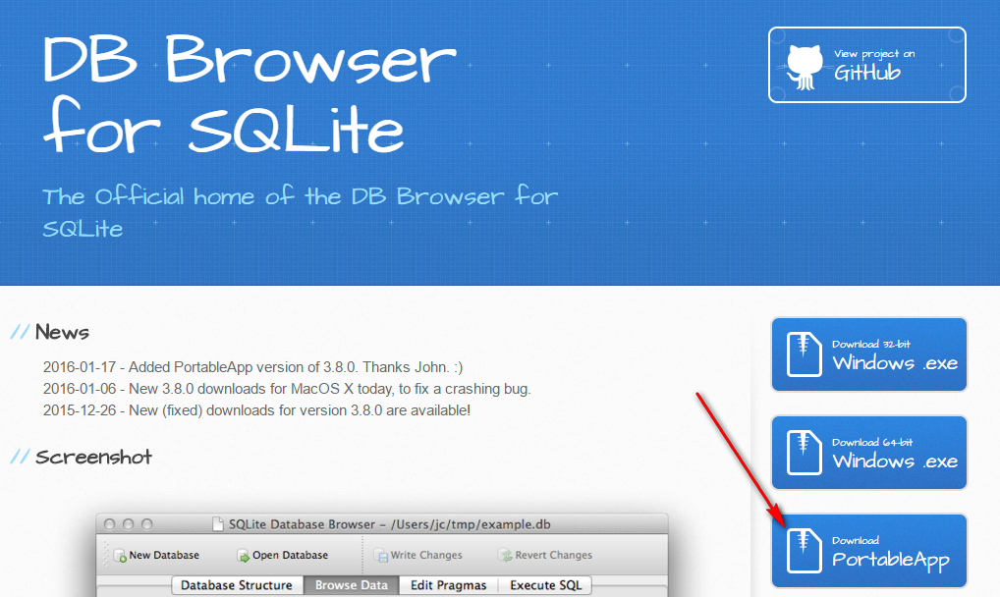 DB Browser
for SQLite
The Official home of the DB Browser for
SQLite
View project on
GitHub
// News
2016-01-17 - Added PortableApp version of 3.8.0. Thanks John. :)
2016-01-06 - New 3.8.0 downloads for MacOS X today, to fix a crashing bug.
2015-12-26 - New (fixed) downloads for version 3.8.0 are available!
// Screenshot
SQLite Database Browser – /Users/jc/tmp/example.db
New Database Open Database Write Changes Revert Changes
Database Structure Browse Data Edit Pragmas Execute SQL
Download 32-bit
Windows .exe
Download 64-bit
Windows .exe
Download
PortableApp